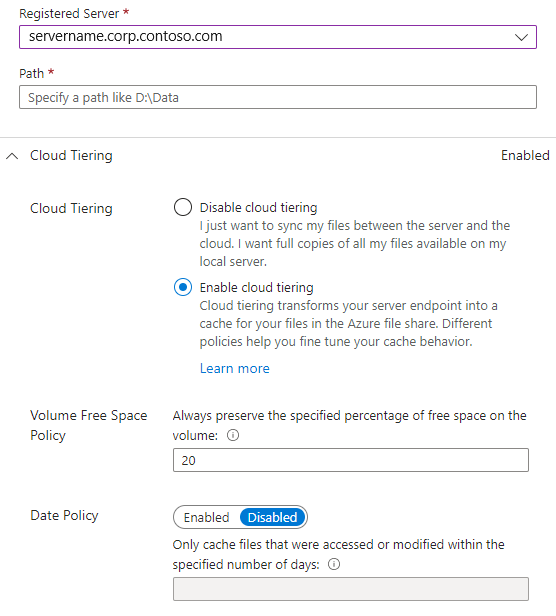 Registered Server *
servername.corp.contoso.com
Path *
Specify a path like D:\Data
Cloud Tiering
Enabled
Cloud Tiering
Disable cloud tiering
I just want to sync my files between the server and the
cloud. I want full copies of all my files available on my
local server.
Enable cloud tiering
Cloud tiering transforms your server endpoint into a
cache for your files in the Azure file share. Different
policies help you fine tune your cache behavior.
Learn more
Volume Free Space
Policy
Always preserve the specified percentage of free space on the
volume:
20
Date Policy
Enabled Disabled
Only cache files that were accessed or modified within the
specified number of days: